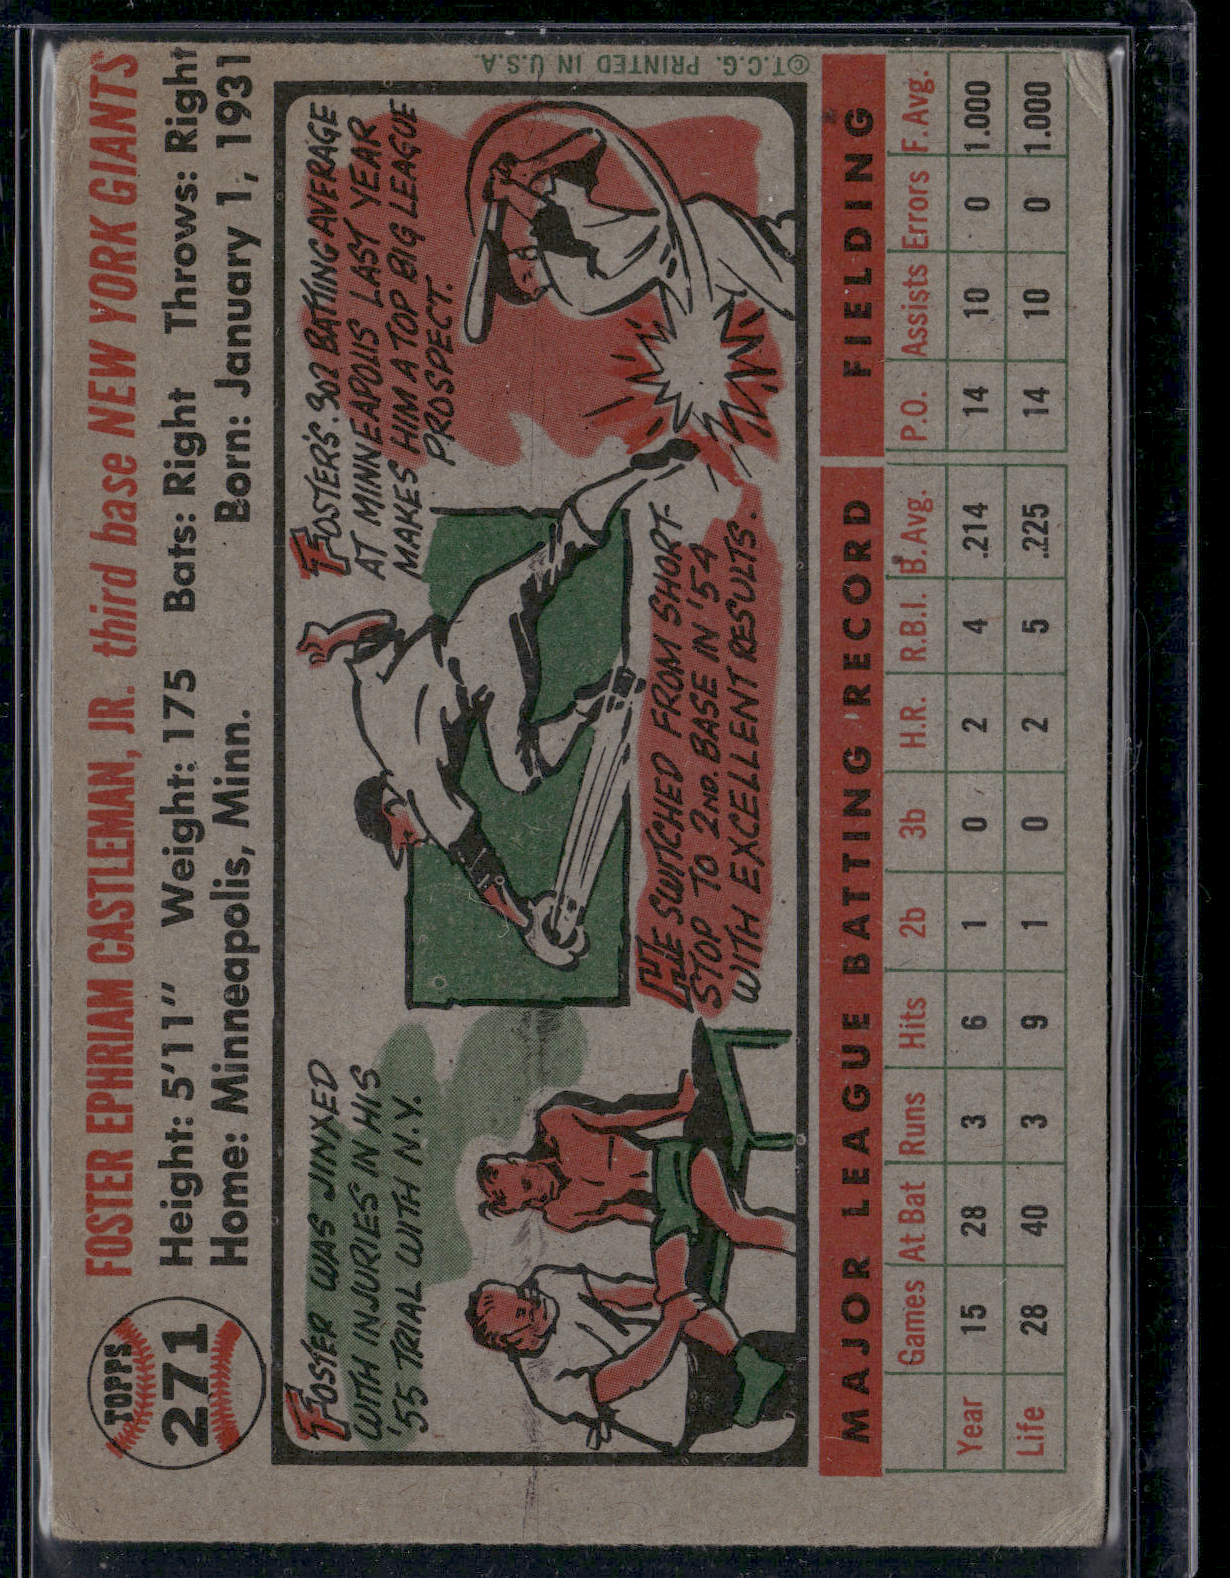 TOPPS
271
FOSTER EPHRIAM CASTLEMAN, JR. third base NEW YORK GIANTS
Height: 5'11" Weight: 175 Bats: Right Throws: Right
Home: Minneapolis, Minn. Born: January 1, 1931
FOSTER WAS JINXED
WITH INJURIES IN HIS
'55 TRIAL WITH N.Y.
HE SWITCHED FROM SHORT-
STOP TO 2ND. BASE IN '54
WITH EXCELLENT RESULTS.
FOSTER'S .302 BATTING AVERAGE
AT MINNEAPOLIS LAST YEAR
MAKES HIM A TOP BIG LEAGUE
PROSPECT.
©T.C.G. PRINTED IN U.S.A.
MAJOR LEAGUE BATTING RECORD FIELDING
Games At Bat Runs Hits 2b 3b H.R. R.B.I. B.Avg. P.O. Assists Errors F.Avg.
Year 15 28 3 6 1 0 2 4 .214 14 10 0 1.000
Life 28 40 3 9 1 0 2 5 .225 14 10 0 1.000